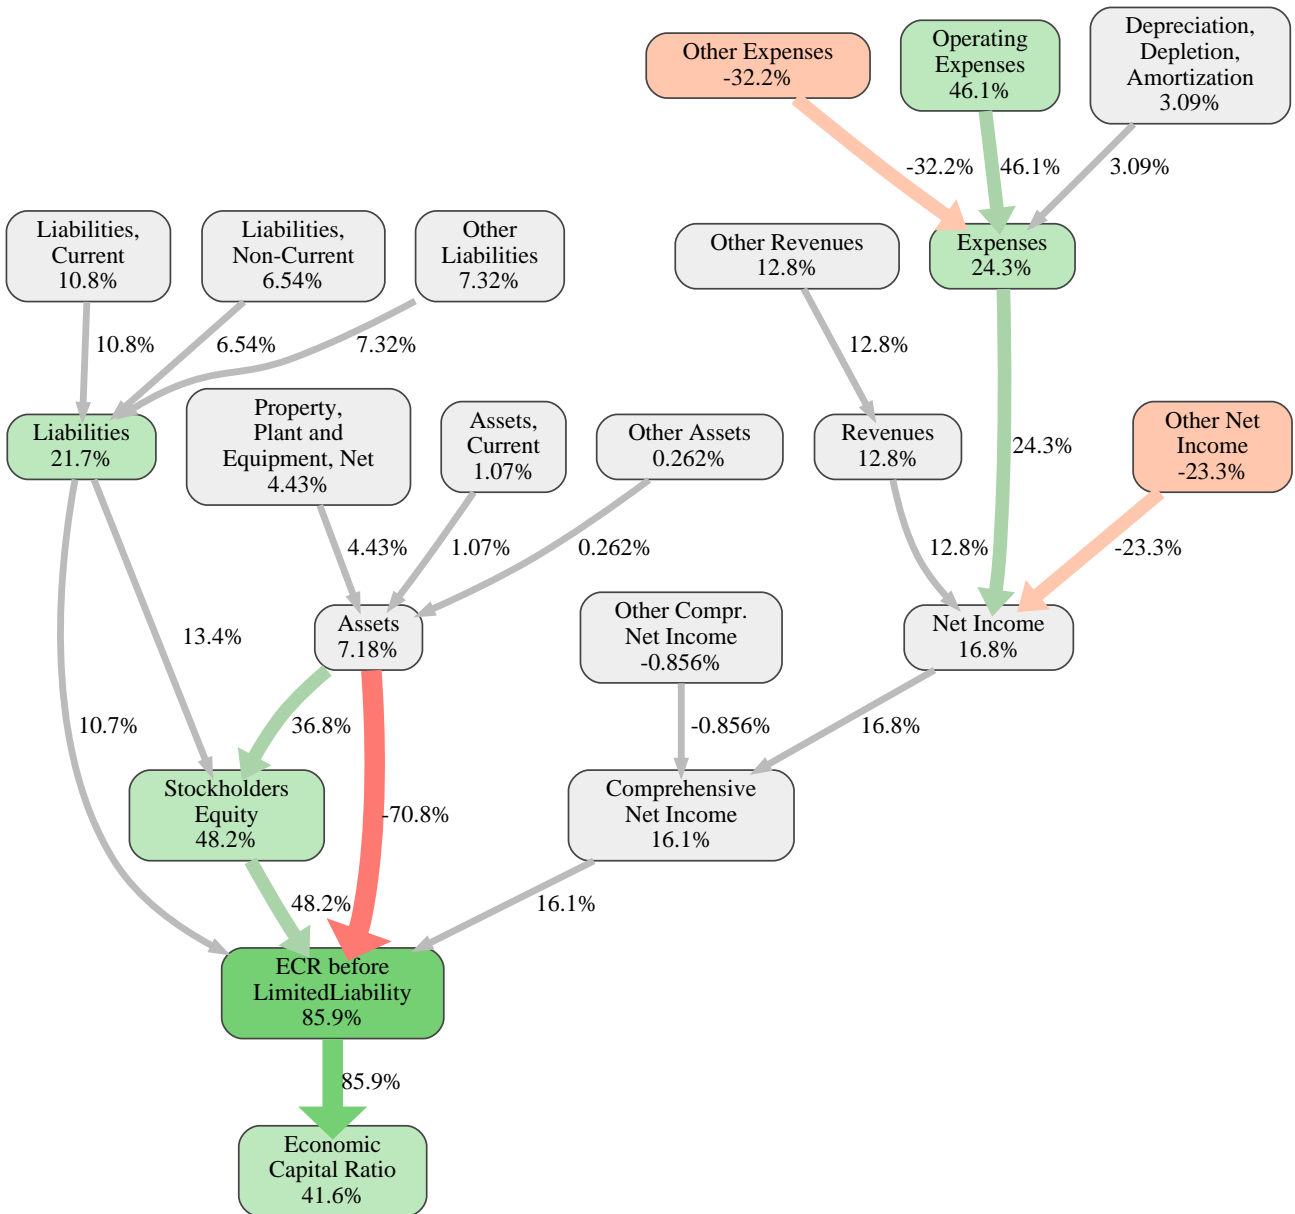 Other Expenses
-32.2%
Operating
Expenses
46.1%
Depreciation,
Depletion,
Amortization
3.09%
-32.2%
46.1%
3.09%
Liabilities,
Current
10.8%
Liabilities,
Non-Current
6.54%
Other
Liabilities
7.32%
Other Revenues
12.8%
Expenses
24.3%
10.8%
6.54%
7.32%
12.8%
Liabilities
21.7%
Property,
Plant and
Equipment, Net
4.43%
Assets,
Current
1.07%
Other Assets
0.262%
Revenues
12.8%
24.3%
Other Net
Income
-23.3%
4.43%
1.07%
0.262%
12.8%
-23.3%
13.4%
Assets
7.18%
Other Compr.
Net Income
-0.856%
Net Income
16.8%
10.7%
36.8%
-0.856%
16.8%
Stockholders
Equity
48.2%
-70.8%
Comprehensive
Net Income
16.1%
48.2%
16.1%
ECR before
LimitedLiability
85.9%
85.9%
Economic
Capital Ratio
41.6%